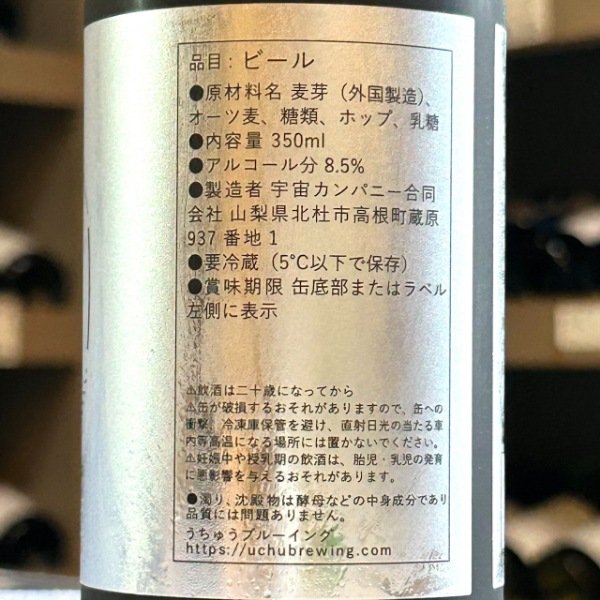 品目：ビール
●原材料名 麦芽（外国製造）、
オーツ麦、糖類、ホップ、乳糖
●内容量 350ml
●アルコール分 8.5%
●製造者 宇宙カンパニー合同
会社 山梨県北杜市高根町蔵原
937 番地 1
●要冷蔵（5℃以下で保存）
●賞味期限 缶底部またはラベル
左側に表示
⚠飲酒は二十歳になってから
⚠缶が破損するおそれがありますので、缶への
衝撃、冷凍庫保管を避け、直射日光の当たる車
内等高温になる場所には置かないでください。
⚠妊娠中や授乳期の飲酒は、胎児・乳児の発育
に悪影響を与えるおそれがあります。
●濁り、沈殿物は酵母などの中身成分であり
品質には問題ありません。
うちゅうブルーイング
https://uchubrewing.com